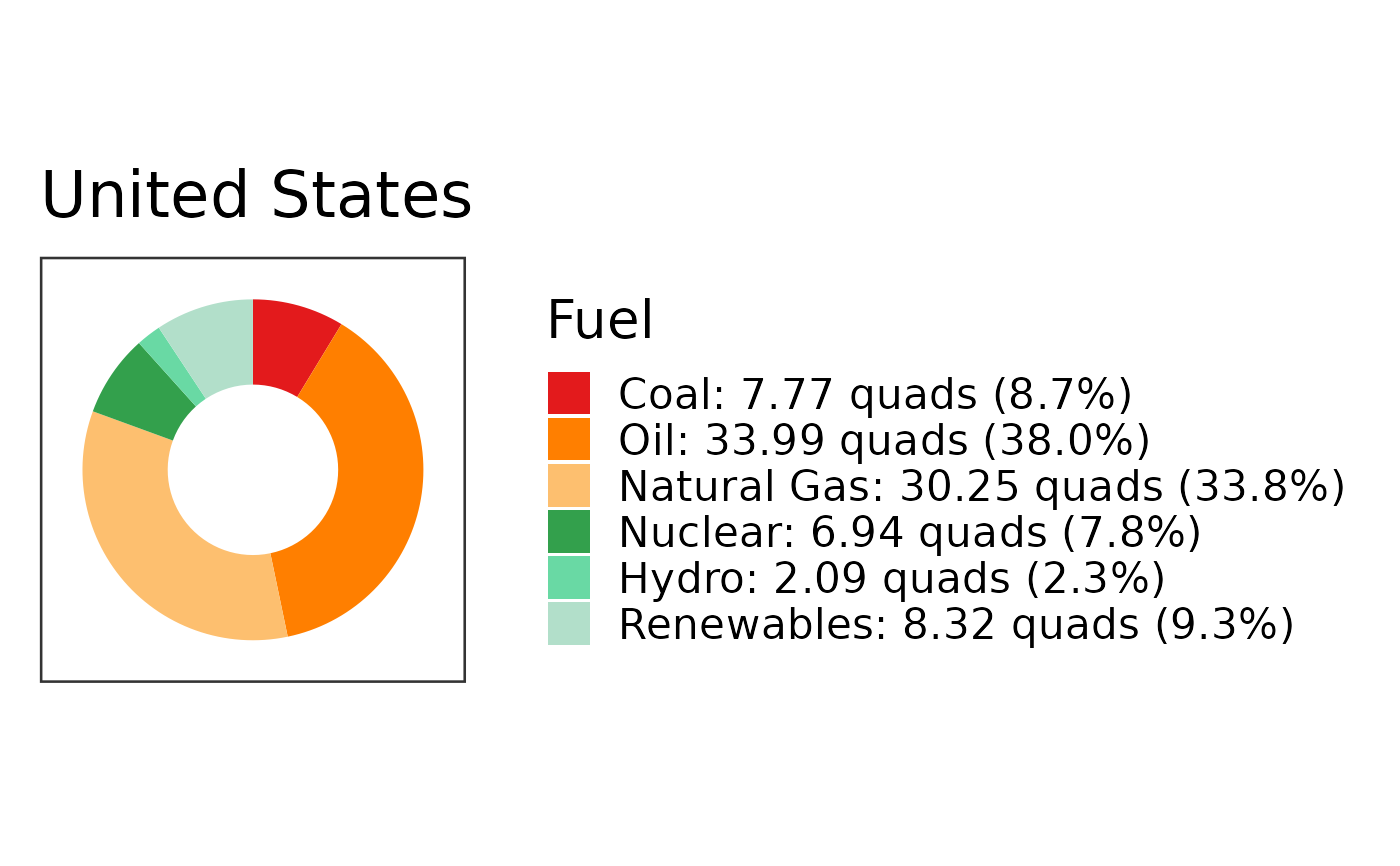 United States
Fuel
Coal: 7.77 quads (8.7%)
Oil: 33.99 quads (38.0%)
Natural Gas: 30.25 quads (33.8%)
Nuclear: 6.94 quads (7.8%)
Hydro: 2.09 quads (2.3%)
Renewables: 8.32 quads (9.3%)